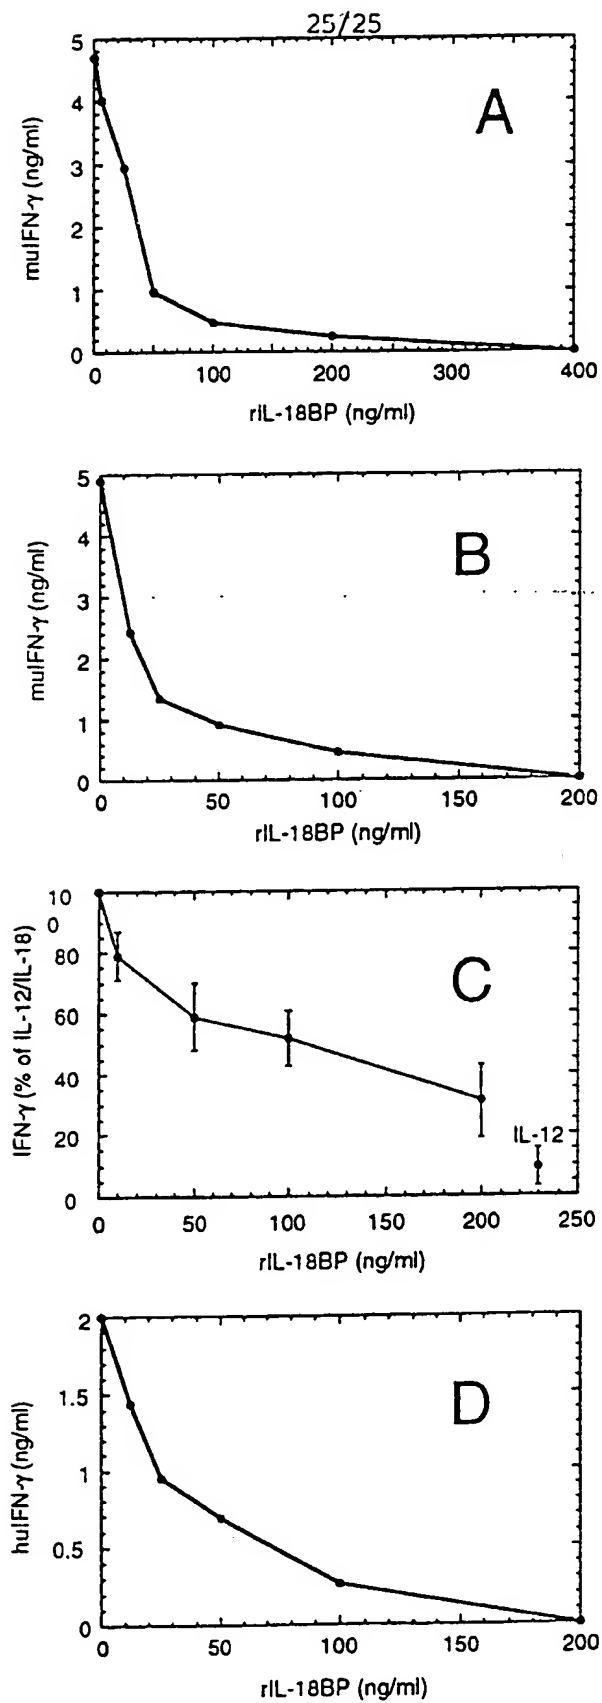 25/25
5
4
3
2
1
0
muIFN-γ (ng/ml)
A
0 100 200 300 400
rIL-18BP (ng/ml)
5
4
3
2
1
0
muIFN-γ (ng/ml)
B
0 50 100 150 200
rIL-18BP (ng/ml)
10
0
80
60
40
20
0
IFN-γ (% of IL-12/IL-18)
C
IL-12
0 50 100 150 200 250
rIL-18BP (ng/ml)
2
1.5
1
0.5
0
huIFN-γ (ng/ml)
D
0 50 100 150 200
rIL-18BP (ng/ml)